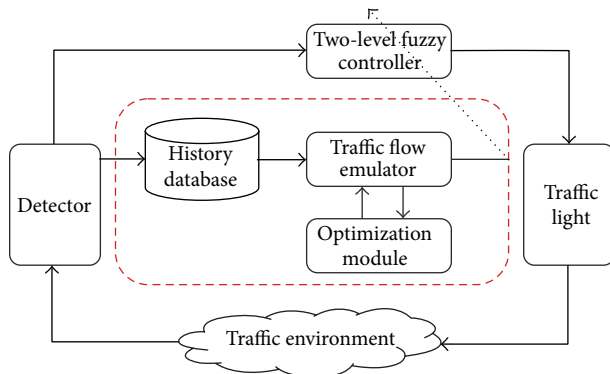 Two-level fuzzy
controller
History
database
Traffic flow
emulator
Detector
Traffic
light
Optimization
module
Traffic environment